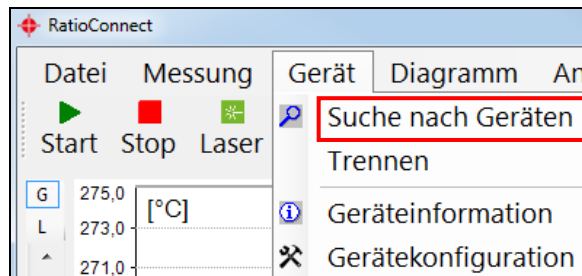 RatioConnect
Datei Messung Gerät Diagramm
Start Stop Laser
Suche nach Geräten
Trennen
Geräteinformation
Gerätekonfiguration
G
L
275,0
[°C]
273,0
271,0